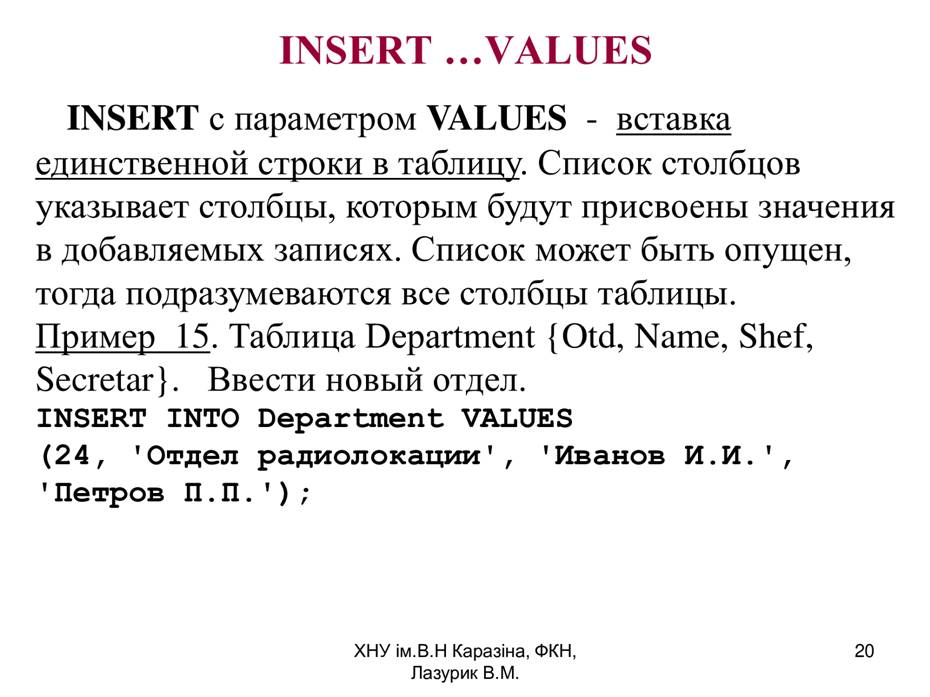 INSERT …VALUES
INSERT с параметром VALUES - вставка
единственной строки в таблицу. Список столбцов
указывает столбцы, которым будут присвоены значения
в добавляемых записях. Список может быть опущен,
тогда подразумеваются все столбцы таблицы.
Пример 15. Таблица Department {Otd, Name, Shef,
Secretar}. Ввести новый отдел.
INSERT INTO Department VALUES
(24, 'Отдел радиолокации', 'Иванов И.И.',
'Петров П.П.');
ХНУ ім.В.Н Каразіна, ФКН,
Лазурик В.М.
20